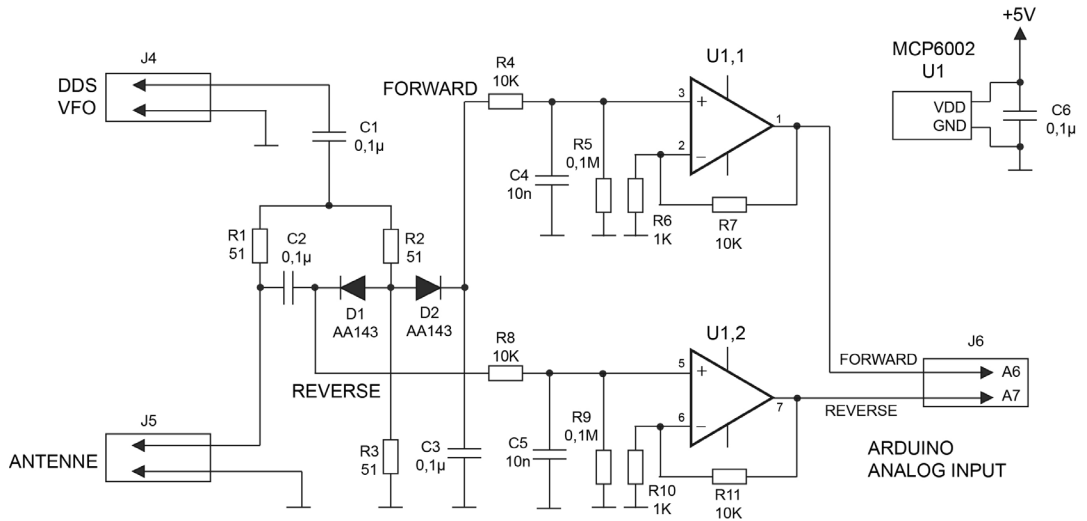 +5V
J4
DDS
VFO
C1
0,1µ
FORWARD
R4
10K
U1,1
3
+
2
–
1
MCP6002
U1
VDD
GND
C6
0,1µ
C4
10n
R5
0,1M
R6
1K
R7
10K
R1
51
C2
0,1µ
R2
51
D1
AA143
D2
AA143
REVERSE
R8
10K
U1,2
5
+
6
–
7
FORWARD
REVERSE
J6
A6
A7
J5
ANTENNE
R3
51
C3
0,1µ
C5
10n
R9
0,1M
R10
1K
R11
10K
ARDUINO
ANALOG INPUT